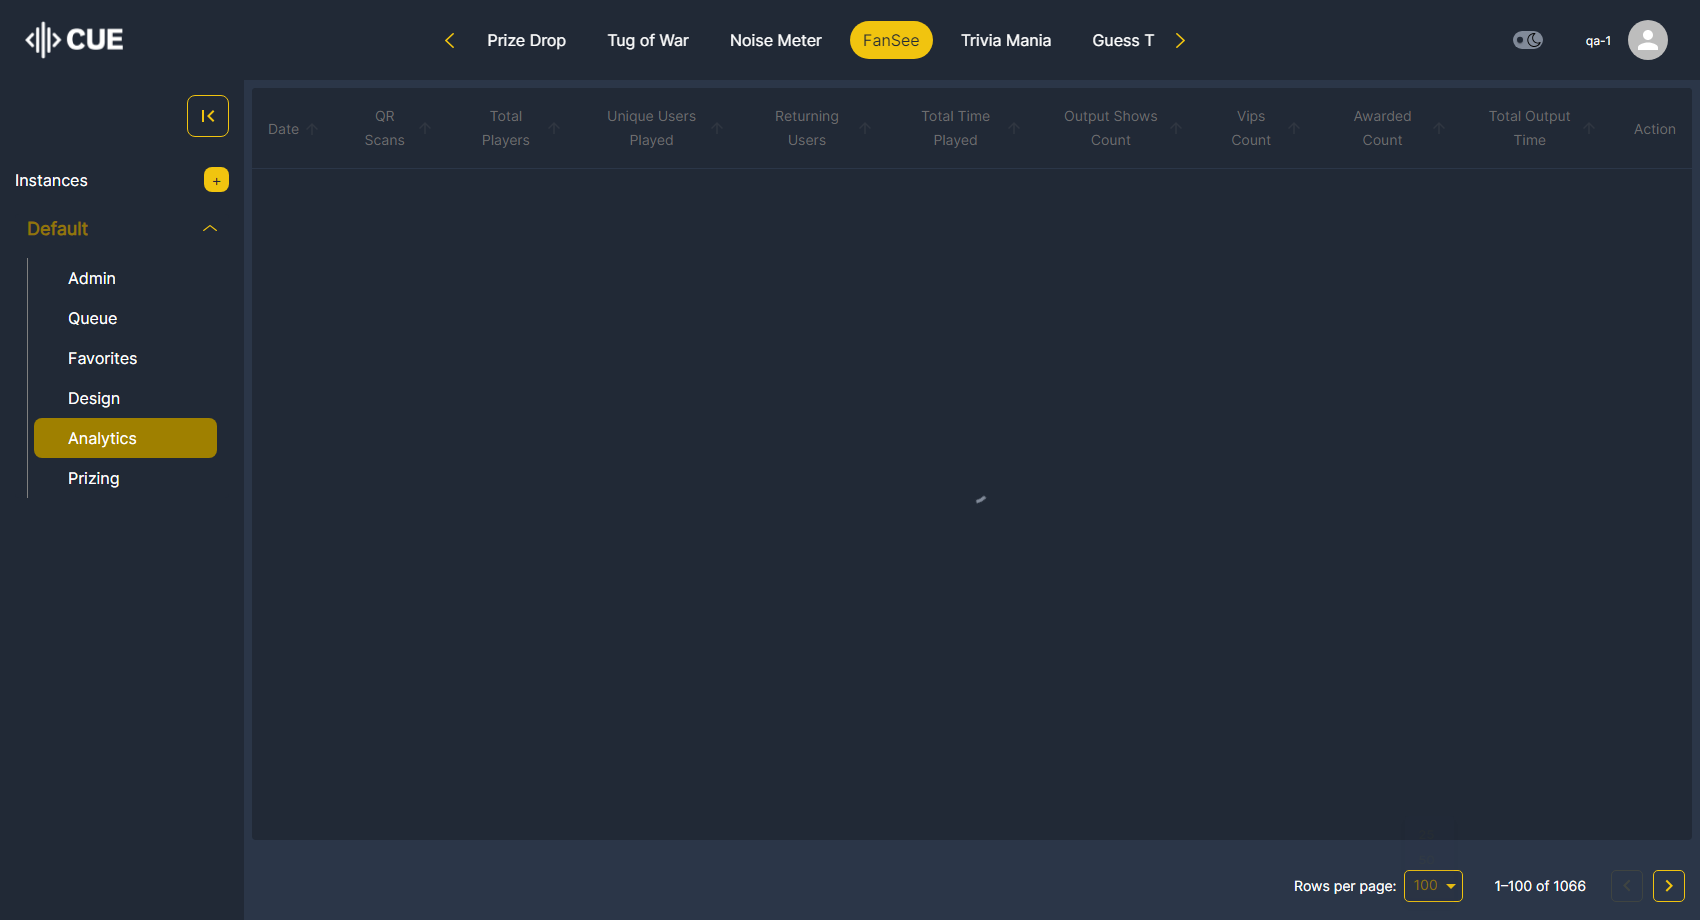 CUE
Prize Drop
Tug of War
Noise Meter
FanSee
Trivia Mania
Guess T
qa-1
Instances
+
Default
Admin
Queue
Favorites
Design
Analytics
Prizing
Date
QR
Scans
Total
Players
Unique Users
Played
Returning
Users
Total Time
Played
Output Shows
Count
Vips
Count
Awarded
Count
Total Output
Time
Action
Rows per page:
100
1–100 of 1066